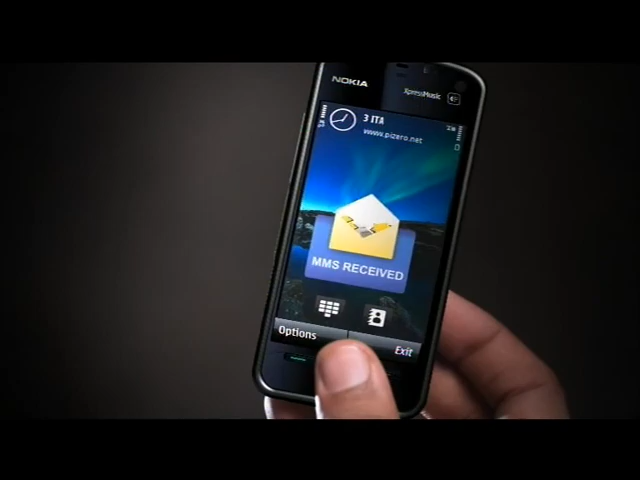 NOKIA
XpressMusic
3 ITA
www.pizero.net
MMS RECEIVED
Options
Exit